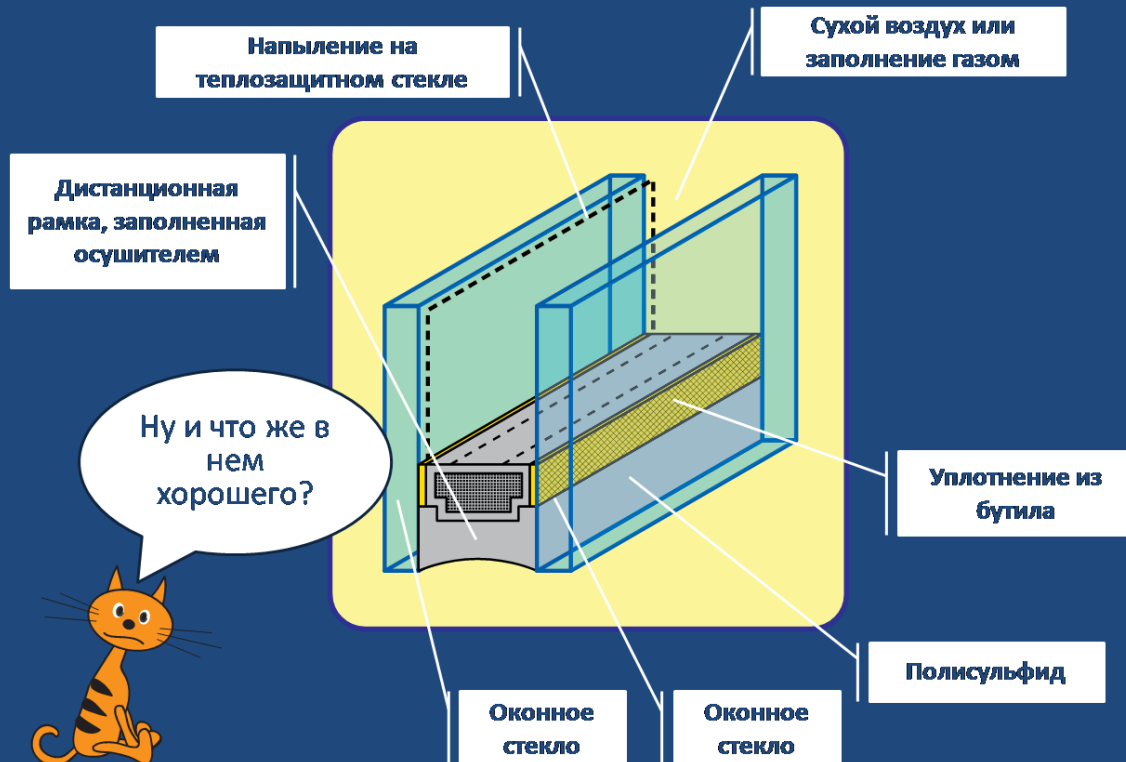 Напыление на
теплозащитном стекле
Сухой воздух или
заполнение газом
Дистанционная
рамка, заполненная
осушителем
Ну и что же в
нем
хорошего?
Уплотнение из
бутила
Полисульфид
Оконное
стекло
Оконное
стекло